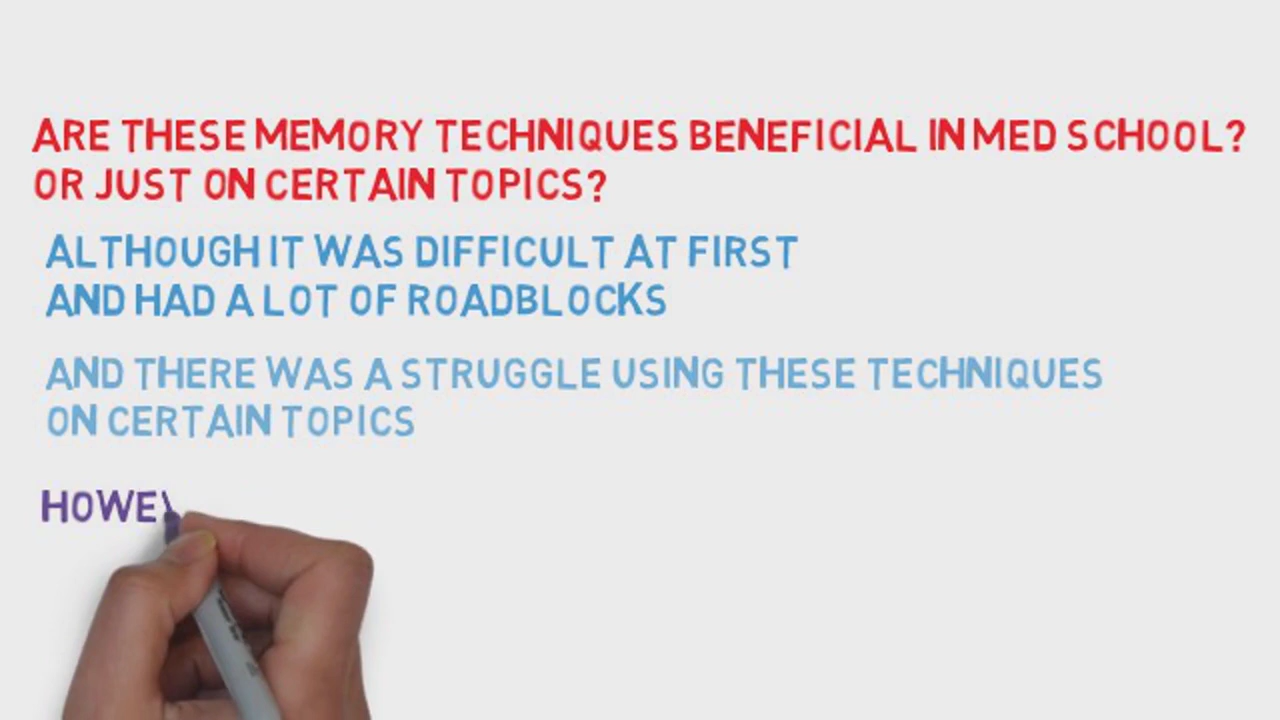 ARE THESE MEMORY TECHNIQUES BENEFICIAL IN MED SCHOOL?
OR JUST ON CERTAIN TOPICS?
ALTHOUGH IT WAS DIFFICULT AT FIRST
AND HAD A LOT OF ROADBLOCKS
AND THERE WAS A STRUGGLE USING THESE TECHNIQUES
ON CERTAIN TOPICS
HOWE